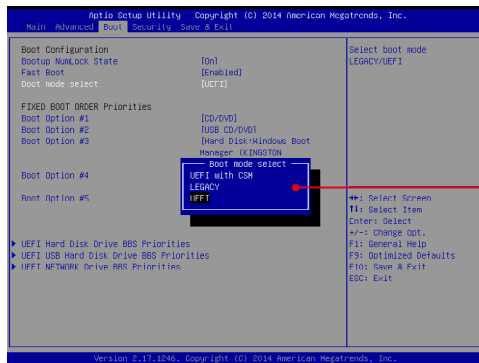 Aptio Setup Utility Copyright (C) 2014 American Megatrends, Inc.
Main Advanced Boot Security Save & Exit
Boot Configuration
Bootup NumLock State [On]
Fast Boot [Enabled]
Boot mode select [UEFI]
FIXED BOOT ORDER Priorities
Boot Option #1 [CD/DVD]
Boot Option #2 [USB CD/DVD]
Boot Option #3 [Hard Disk:Windows Boot
Manager (KINGSTON
Boot mode select
UEFI with CSM
LEGACY
UEFI
Boot Option #4
Boot Option #5
UEFI Hard Disk Drive BBS Priorities
UEFI USB Hard Disk Drive BBS Priorities
UEFI NETWORK Drive BBS Priorities
Select boot mode
LEGACY/UEFI
→←: Select Screen
↑↓: Select Item
Enter: Select
+/-: Change Opt.
F1: General Help
F9: Optimized Defaults
F10: Save & Exit
ESC: Exit
Version 2.17.1246. Copyright (C) 2014 American Megatrends, Inc.